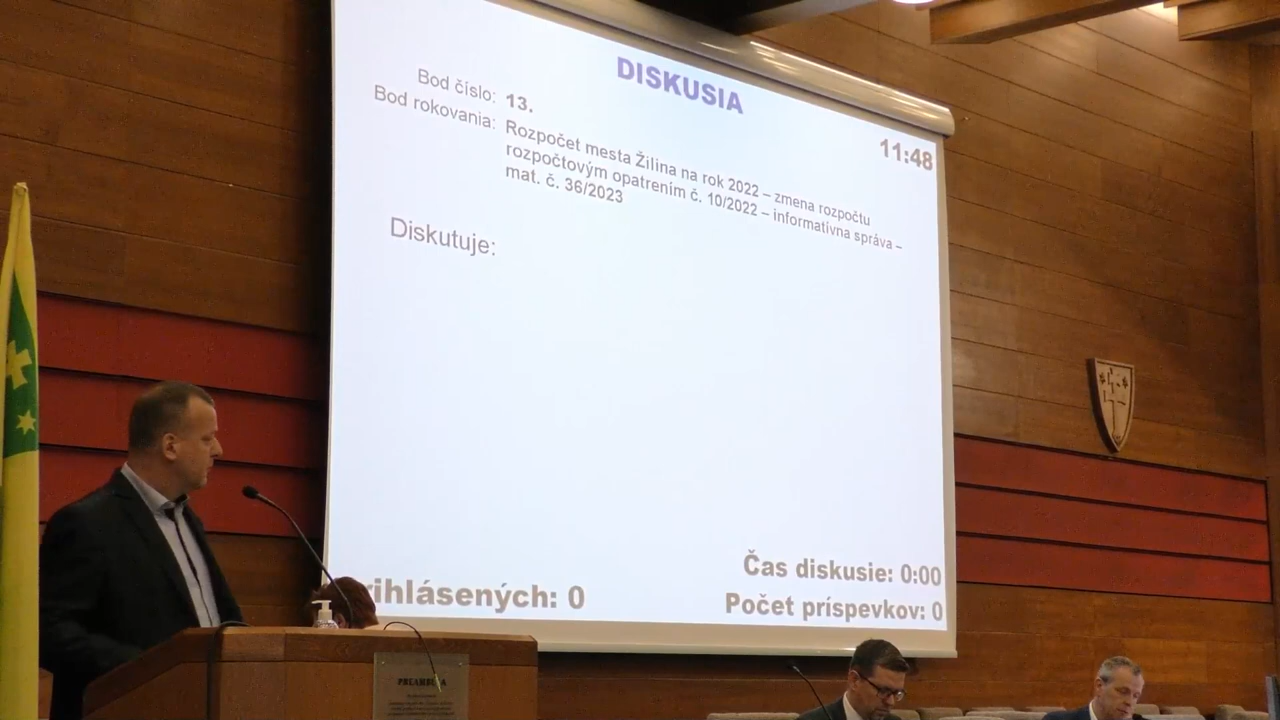 DISKUSIA
Bod číslo: 13.
11:48
Bod rokovania: Rozpočet mesta Žilina na rok 2022 – zmena rozpočtu
rozpočtovým opatrením č. 10/2022 – informatívna správa –
mat. č. 36/2023
Diskutuje:
Čas diskusie: 0:00
rihlásených: 0
Počet príspevkov: 0
PREAMBULA